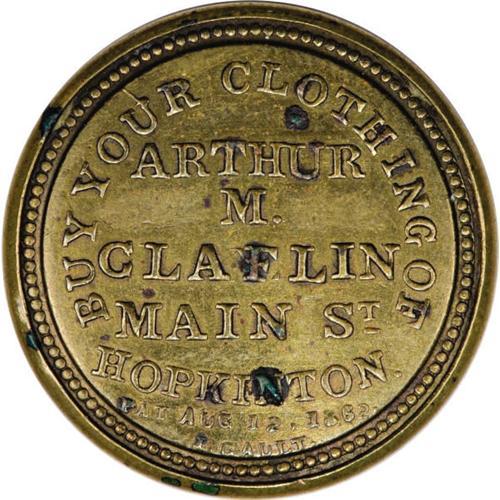 BUY YOUR CLOTHING OF
ARTHUR
M.
CLAFLIN
MAIN ST
HOPKINTON.
PAT AUG 12. 1862.
J. GAULT.